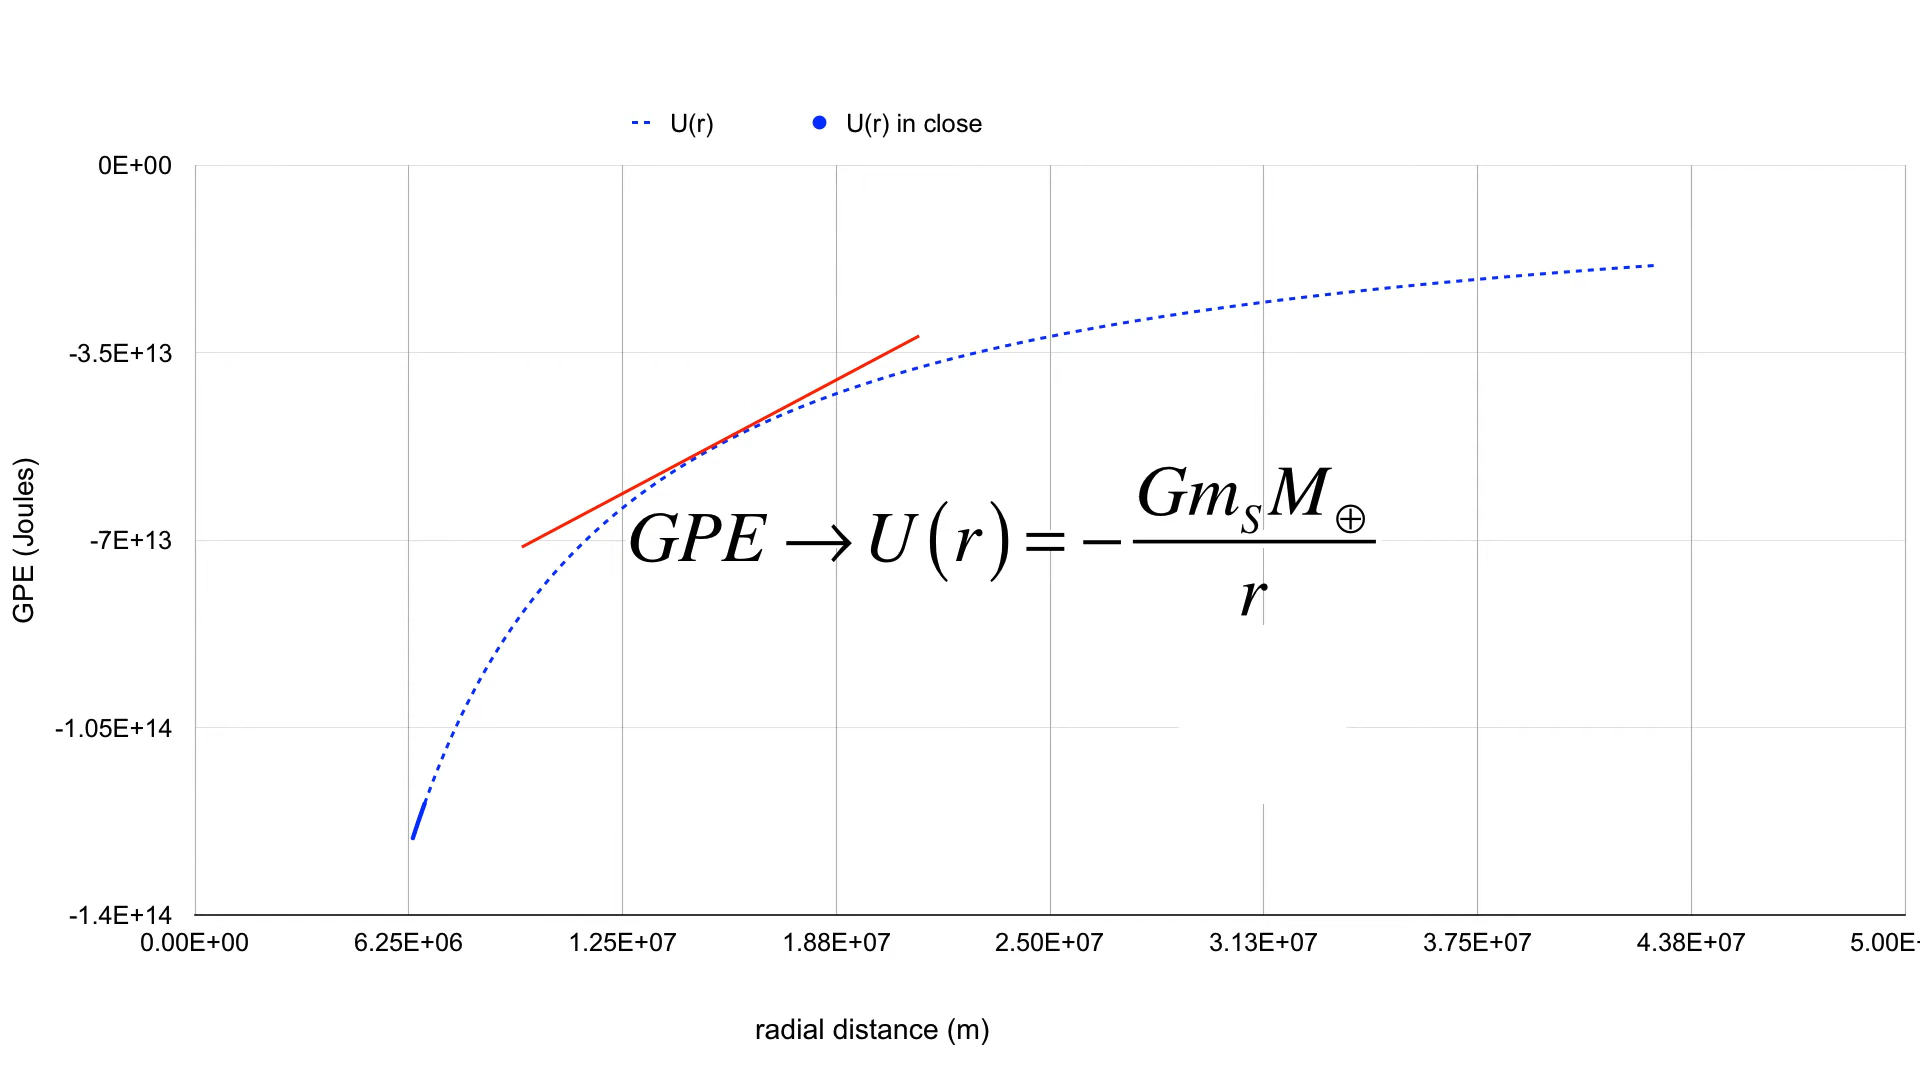 U(r) U(r) in close
0E+00
-3.5E+13
-7E+13
-1.05E+14
-1.4E+14
GPE (Joules)
GPE → U(r) = − Gm_S M_⊕ / r
0.00E+00 6.25E+06 1.25E+07 1.88E+07 2.50E+07 3.13E+07 3.75E+07 4.38E+07 5.00E-
radial distance (m)